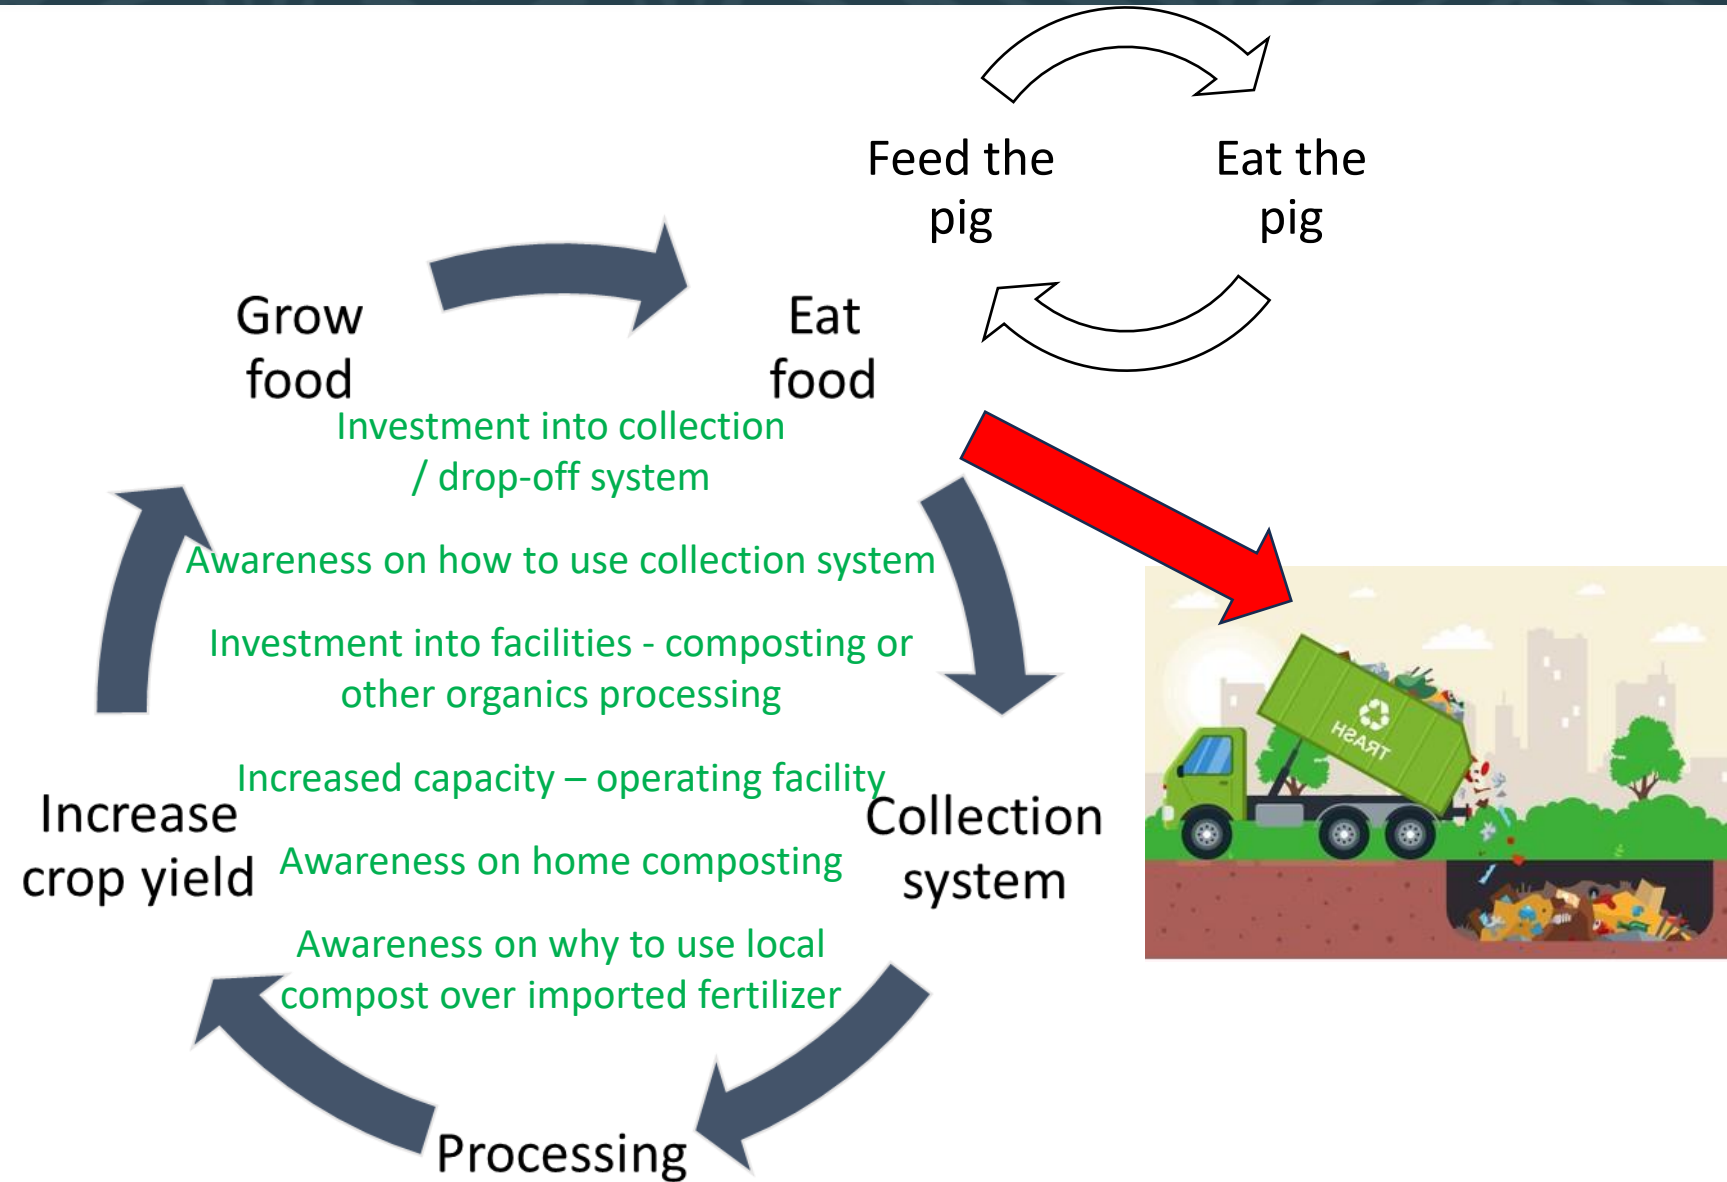 Feed the
pig
Eat the
pig
Grow
food
Eat
food
Investment into collection
/ drop-off system
Awareness on how to use collection system
Investment into facilities - composting or
other organics processing
Increased capacity – operating facility
Awareness on home composting
Awareness on why to use local
compost over imported fertilizer
Increase
crop yield
Collection
system
Processing
TRASH